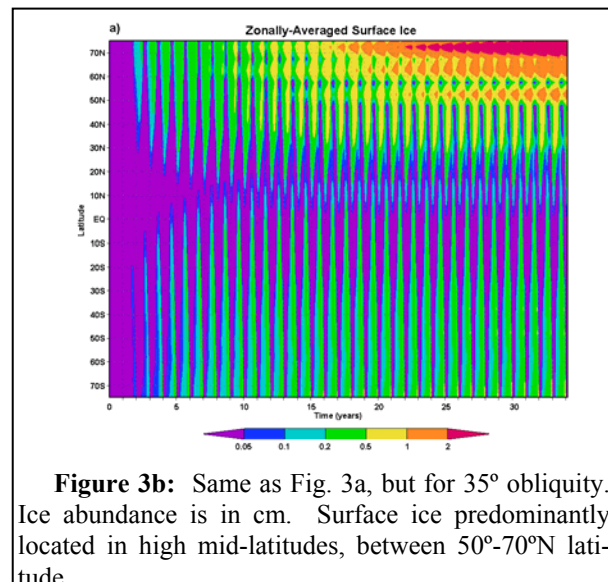 a)
Zonally-Averaged Surface Ice
70N
60N
50N
40N
30N
20N
10N
EQ
10S
20S
30S
40S
50S
60S
70S
Latitude
0 5 10 15 20 25 30
Time (years)
0.05 0.1 0.2 0.5 1 2
Figure 3b: Same as Fig. 3a, but for 35º obliquity.
Ice abundance is in cm. Surface ice predominantly
located in high mid-latitudes, between 50º-70ºN lati-
tude